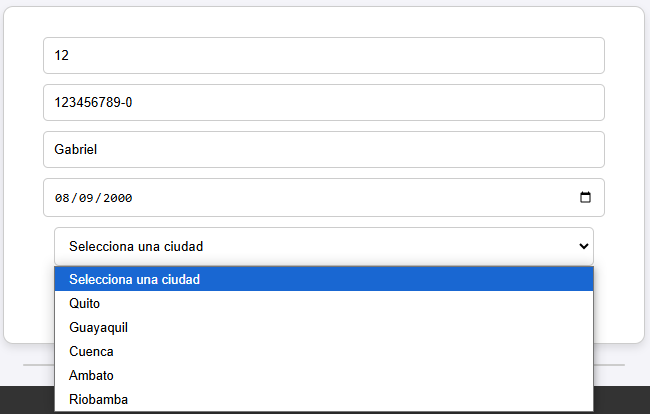 12
123456789-0
Gabriel
08/09/2000
Selecciona una ciudad
Selecciona una ciudad
Quito
Guayaquil
Cuenca
Ambato
Riobamba